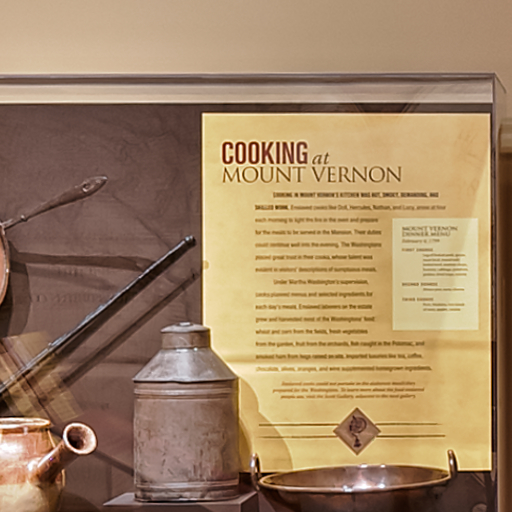 COOKING at
MOUNT VERNON
COOKING IN MOUNT VERNON'S KITCHEN WAS HOT, SMOKY, DEMANDING, AND
SKILLED WORK. Enslaved cooks like Doll, Hercules, Nathan, and Lucy, arose at four
each morning to light the fire in the oven and prepare
for the meals to be served in the Mansion. Their duties
could continue well into the evening. The Washingtons
placed great trust in their cooks, whose talent was
evident in visitors' descriptions of sumptuous meals.
Under Martha Washington's supervision,
cooks planned menus and selected ingredients for
each day's meals. Enslaved laborers on the estate
grew and harvested most of the Washingtons' food:
wheat and corn from the fields, fresh vegetables
from the garden, fruit from the orchards, fish caught in the Potomac, and
smoked ham from hogs raised on site. Imported luxuries like tea, coffee,
chocolate, olives, oranges, and wine supplemented homegrown ingredients.
MOUNT VERNON
DINNER MENU
February 6, 1799
FIRST COURSE
SECOND COURSE
THIRD COURSE